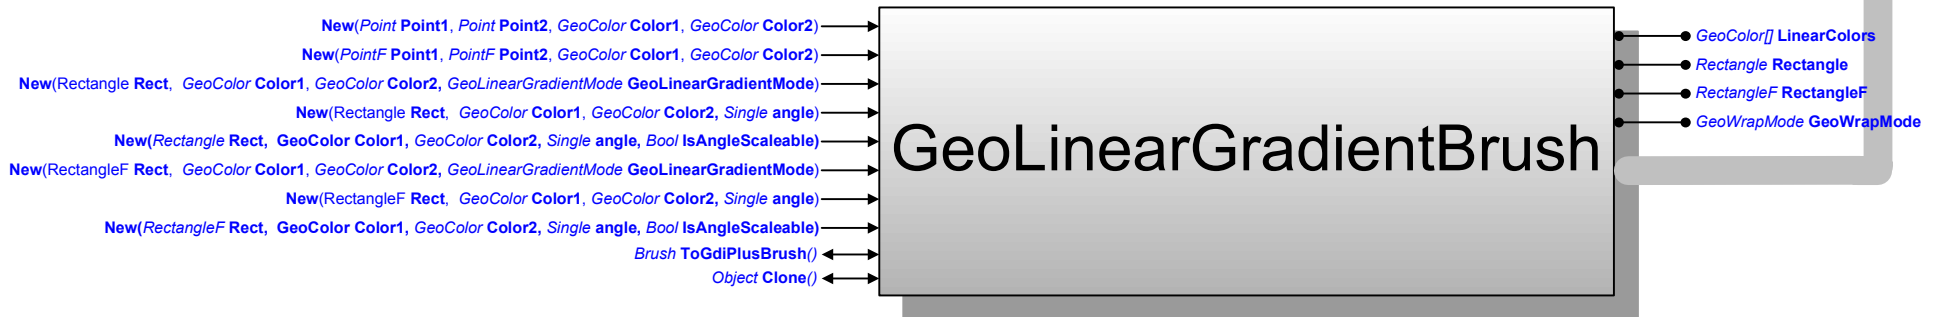 New(Point Point1, Point Point2, GeoColor Color1, GeoColor Color2)
New(PointF Point1, PointF Point2, GeoColor Color1, GeoColor Color2)
New(Rectangle Rect, GeoColor Color1, GeoColor Color2, GeoLinearGradientMode GeoLinearGradientMode)
New(Rectangle Rect, GeoColor Color1, GeoColor Color2, Single angle)
New(Rectangle Rect, GeoColor Color1, GeoColor Color2, Single angle, Bool IsAngleScaleable)
New(RectangleF Rect, GeoColor Color1, GeoColor Color2, GeoLinearGradientMode GeoLinearGradientMode)
New(RectangleF Rect, GeoColor Color1, GeoColor Color2, Single angle)
New(RectangleF Rect, GeoColor Color1, GeoColor Color2, Single angle, Bool IsAngleScaleable)
Brush ToGdiPlusBrush()
Object Clone()
GeoLinearGradientBrush
GeoColor[] LinearColors
Rectangle Rectangle
RectangleF RectangleF
GeoWrapMode GeoWrapMode